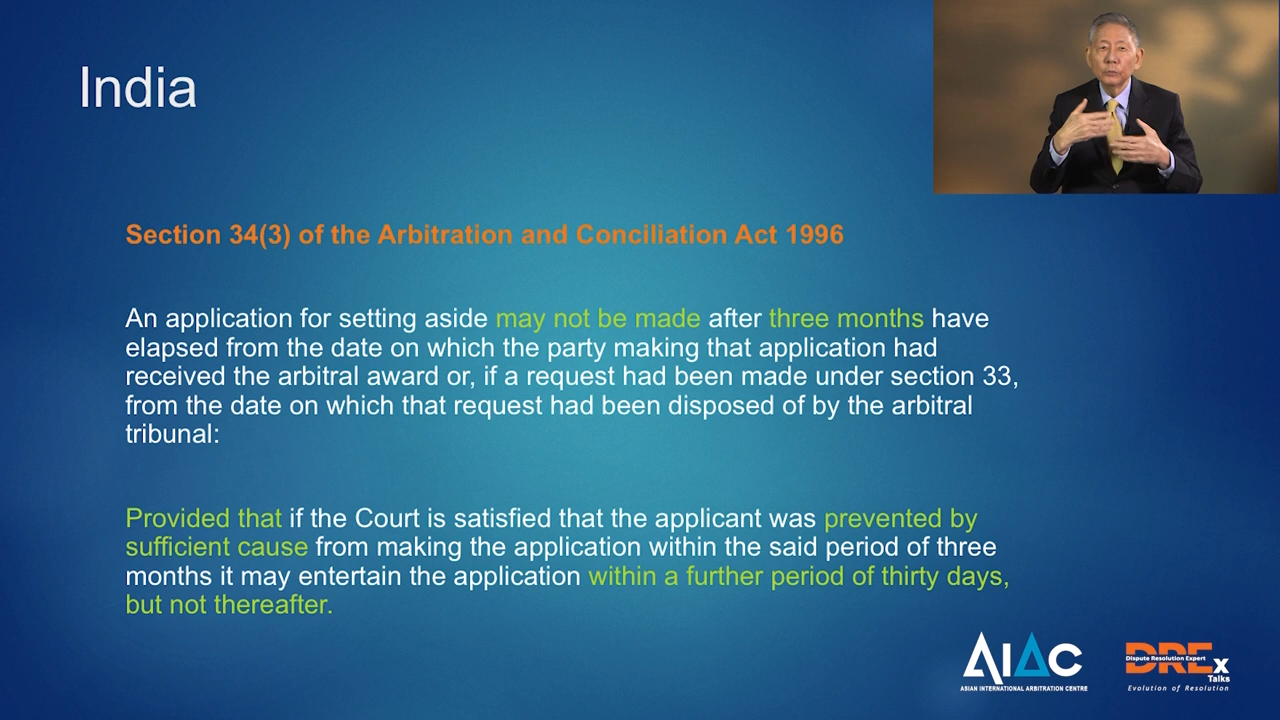 India
Section 34(3) of the Arbitration and Conciliation Act 1996
An application for setting aside may not be made after three months have
elapsed from the date on which the party making that application had
received the arbitral award or, if a request had been made under section 33,
from the date on which that request had been disposed of by the arbitral
tribunal:
Provided that if the Court is satisfied that the applicant was prevented by
sufficient cause from making the application within the said period of three
months it may entertain the application within a further period of thirty days,
but not thereafter.
AIAC
ASIAN INTERNATIONAL ARBITRATION CENTRE
DREx
Dispute Resolution Expert
Talks
Evolution of Resolution